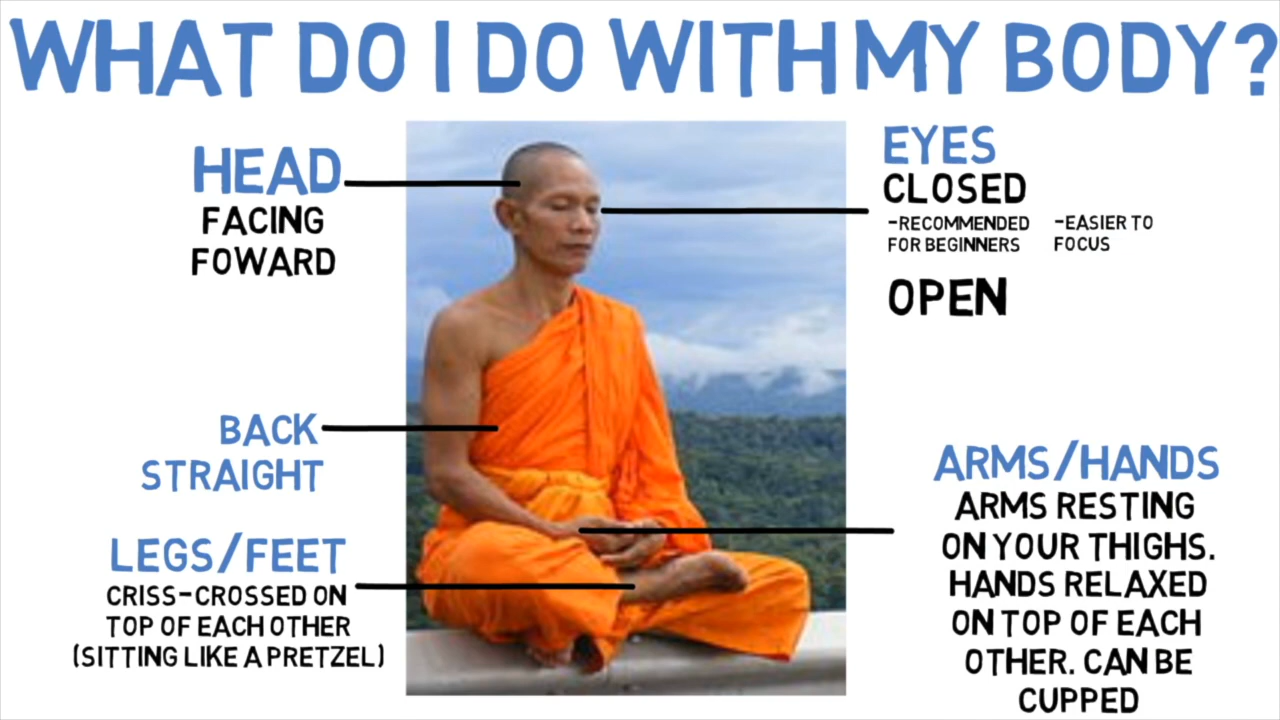 WHAT DO I DO WITH MY BODY?
HEAD
FACING
FOWARD
BACK
STRAIGHT
LEGS/FEET
CRISS-CROSSED ON
TOP OF EACH OTHER
(SITTING LIKE A PRETZEL)
EYES
CLOSED
-RECOMMENDED
FOR BEGINNERS
-EASIER TO
FOCUS
OPEN
ARMS/HANDS
ARMS RESTING
ON YOUR THIGHS.
HANDS RELAXED
ON TOP OF EACH
OTHER. CAN BE
CUPPED